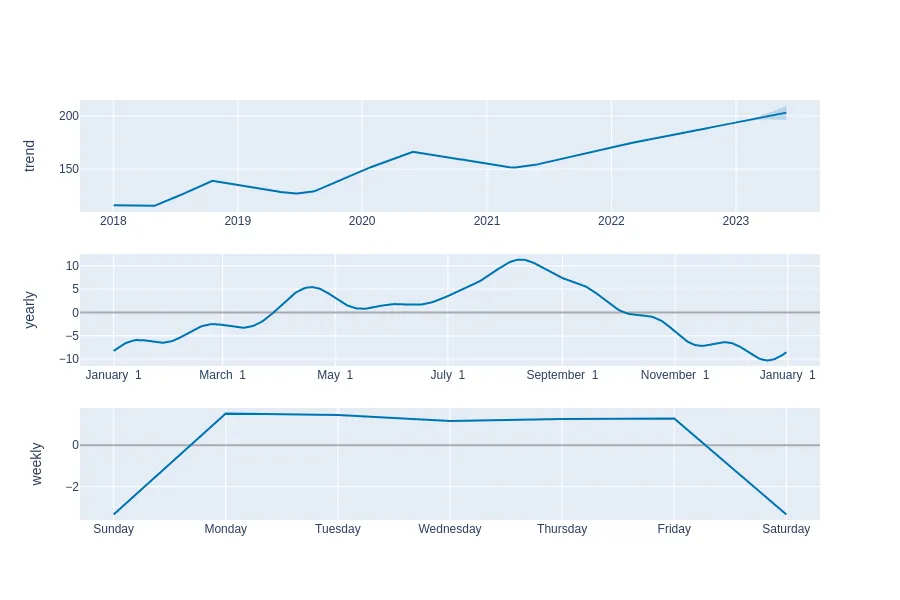 200
150
trend
2018 2019 2020 2021 2022 2023
10
5
0
−5
−10
yearly
January 1 March 1 May 1 July 1 September 1 November 1 January 1
0
−2
weekly
Sunday Monday Tuesday Wednesday Thursday Friday Saturday